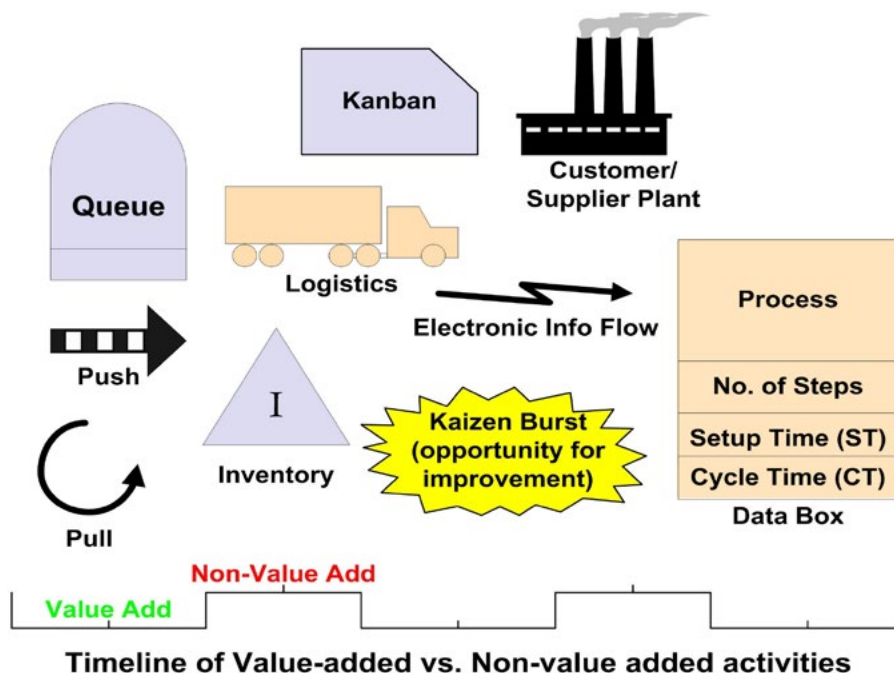 Kanban
Customer/
Supplier Plant
Queue
Logistics
Process
Electronic Info Flow
Push
I
No. of Steps
Kaizen Burst
(opportunity for
improvement)
Setup Time (ST)
Inventory
Cycle Time (CT)
Data Box
Pull
Non-Value Add
Value Add
Timeline of Value-added vs. Non-value added activities